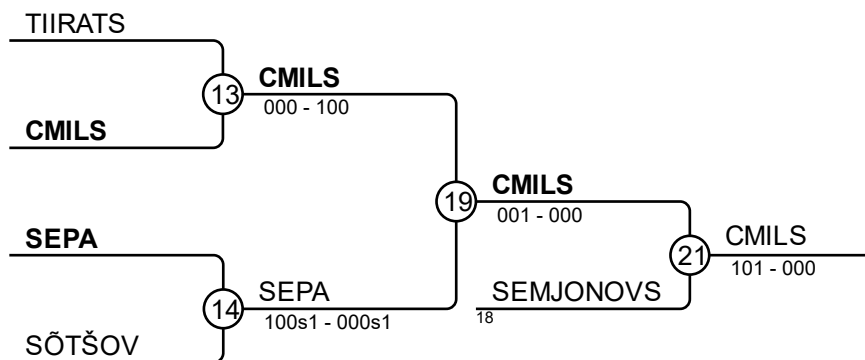 TIIRATS
13
CMILS
000 - 100
CMILS
19
CMILS
001 - 000
SEPA
21
CMILS
101 - 000
14
SEPA
100s1 - 000s1
SEMJONOVS
18
SÕTŠOV